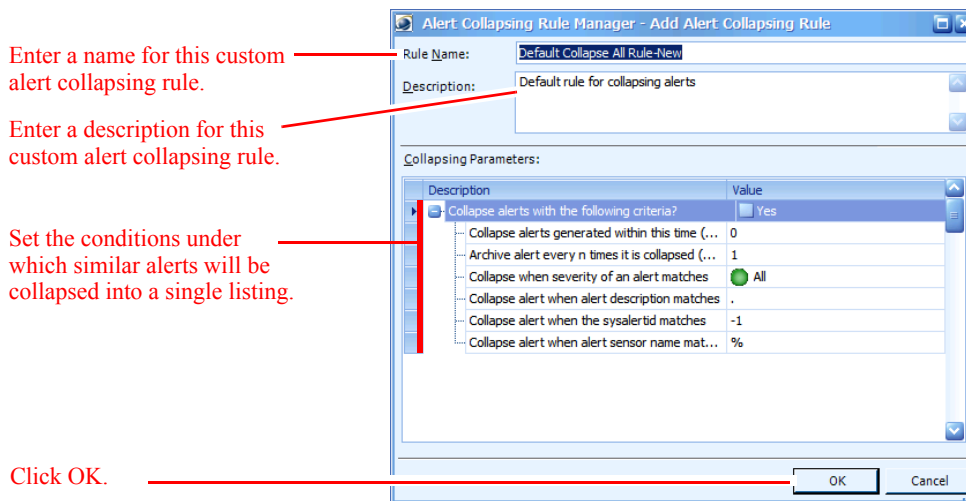 Alert Collapsing Rule Manager - Add Alert Collapsing Rule
Enter a name for this custom
alert collapsing rule.
Rule Name:
Default Collapse All Rule-New
Enter a description for this
custom alert collapsing rule.
Description:
Default rule for collapsing alerts
Collapsing Parameters:
Description Value
Collapse alerts with the following criteria? Yes
Collapse alerts generated within this time (... 0
Archive alert every n times it is collapsed (... 1
Collapse when severity of an alert matches All
Collapse alert when alert description matches .
Collapse alert when the sysalertid matches -1
Collapse alert when alert sensor name mat... %
Set the conditions under
which similar alerts will be
collapsed into a single listing.
Click OK.
OK Cancel